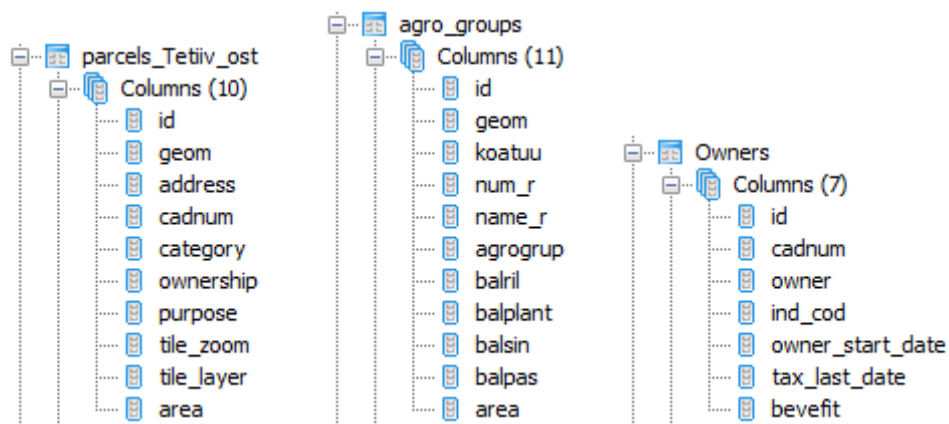 parcels_Tetiiv_ost
Columns (10)
id
geom
address
cadnum
category
ownership
purpose
tile_zoom
tile_layer
area
agro_groups
Columns (11)
id
geom
koatuu
num_r
name_r
agrogrup
balril
balplant
balsin
balpas
area
Owners
Columns (7)
id
cadnum
owner
ind_cod
owner_start_date
tax_last_date
bevefit